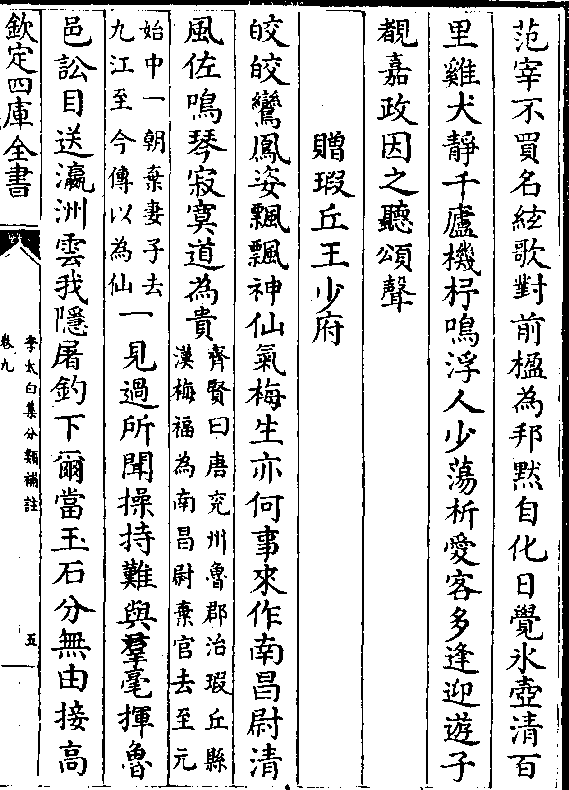 范宰不買名絃歌對前楹為邦黙自化日覺氷壺清百
里雞犬靜千廬機杼鳴浮人少蕩析愛客多逢迎遊子
覩嘉政因之聽頌聲
贈瑕丘王少府
皎皎鸞鳳姿飄飄神仙氣梅生亦何事來作南昌尉清
風佐鳴琴寂寞道為貴
齊賢曰唐兖州魯郡治瑕丘縣
漢梅福為南昌尉棄官去至元
始中一朝棄妻子去
九江至今傳以為仙
一見過所聞操持難與羣毫揮魯
邑訟目送瀛洲雲我隱屠釣下爾當玉石分無由接高
欽定四庫全書
李太白集分類補註
卷九
五